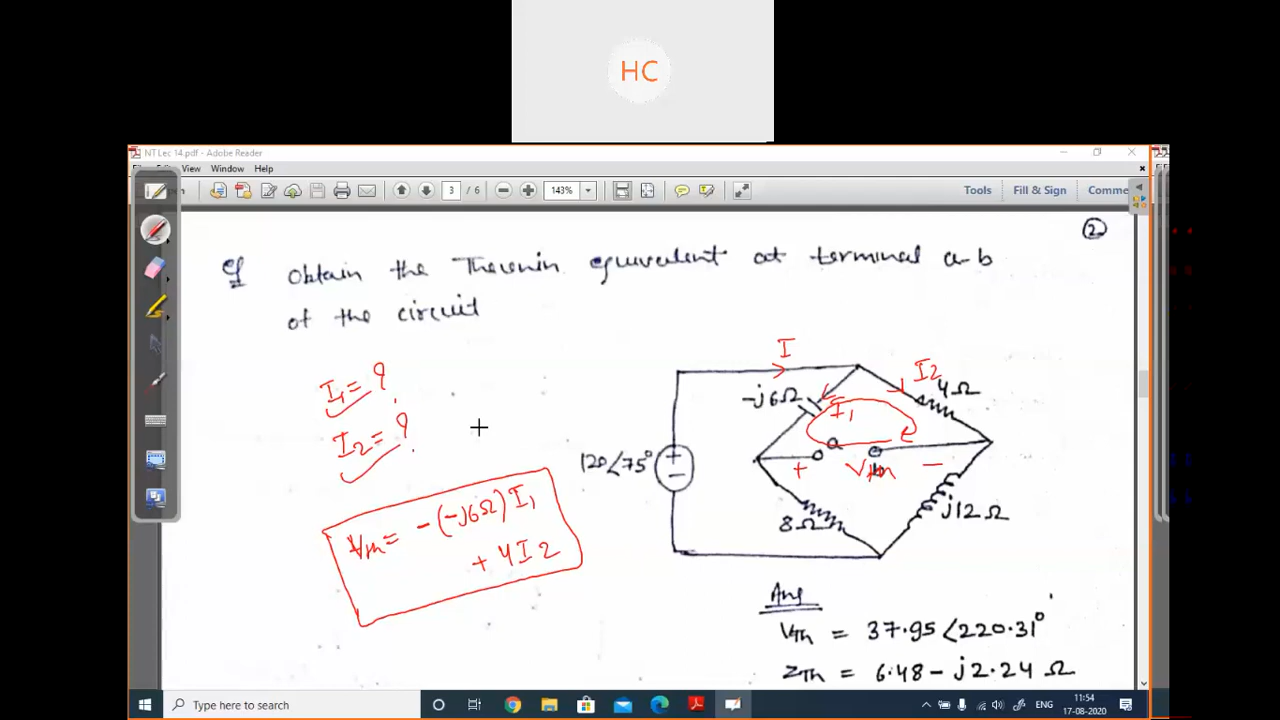 HC
NT Lec 14.pdf - Adobe Reader
View Window Help
3 / 6 143% Tools Fill & Sign Comme
②
Obtain the Thevenin equivalent at terminal a-b
of the circuit
I1 = ?
I2 = ?
Vth = -(-j6Ω) I1
+ 4 I2
I
I2
-j6Ω
4Ω
I1
a
b
120∠75°
+
-
+ Vth -
8Ω
j12Ω
Ans
VTh = 37.95 ∠220.31°
ZTh = 6.48 - j2.24 Ω
Type here to search
ENG
11:54
17-08-2020